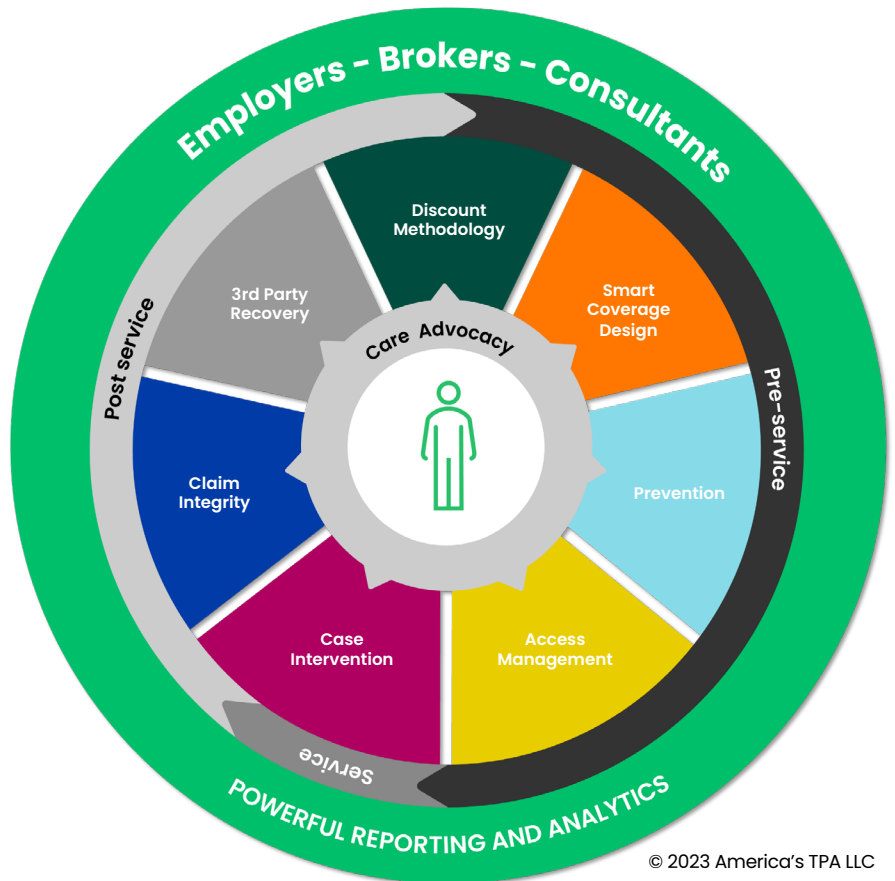 Employers - Brokers - Consultants
Discount
Methodology
Smart
Coverage
Design
Prevention
Access
Management
Case
Intervention
Claim
Integrity
3rd Party
Recovery
Care Advocacy
Pre-service
Service
Post service
POWERFUL REPORTING AND ANALYTICS
© 2023 America's TPA LLC